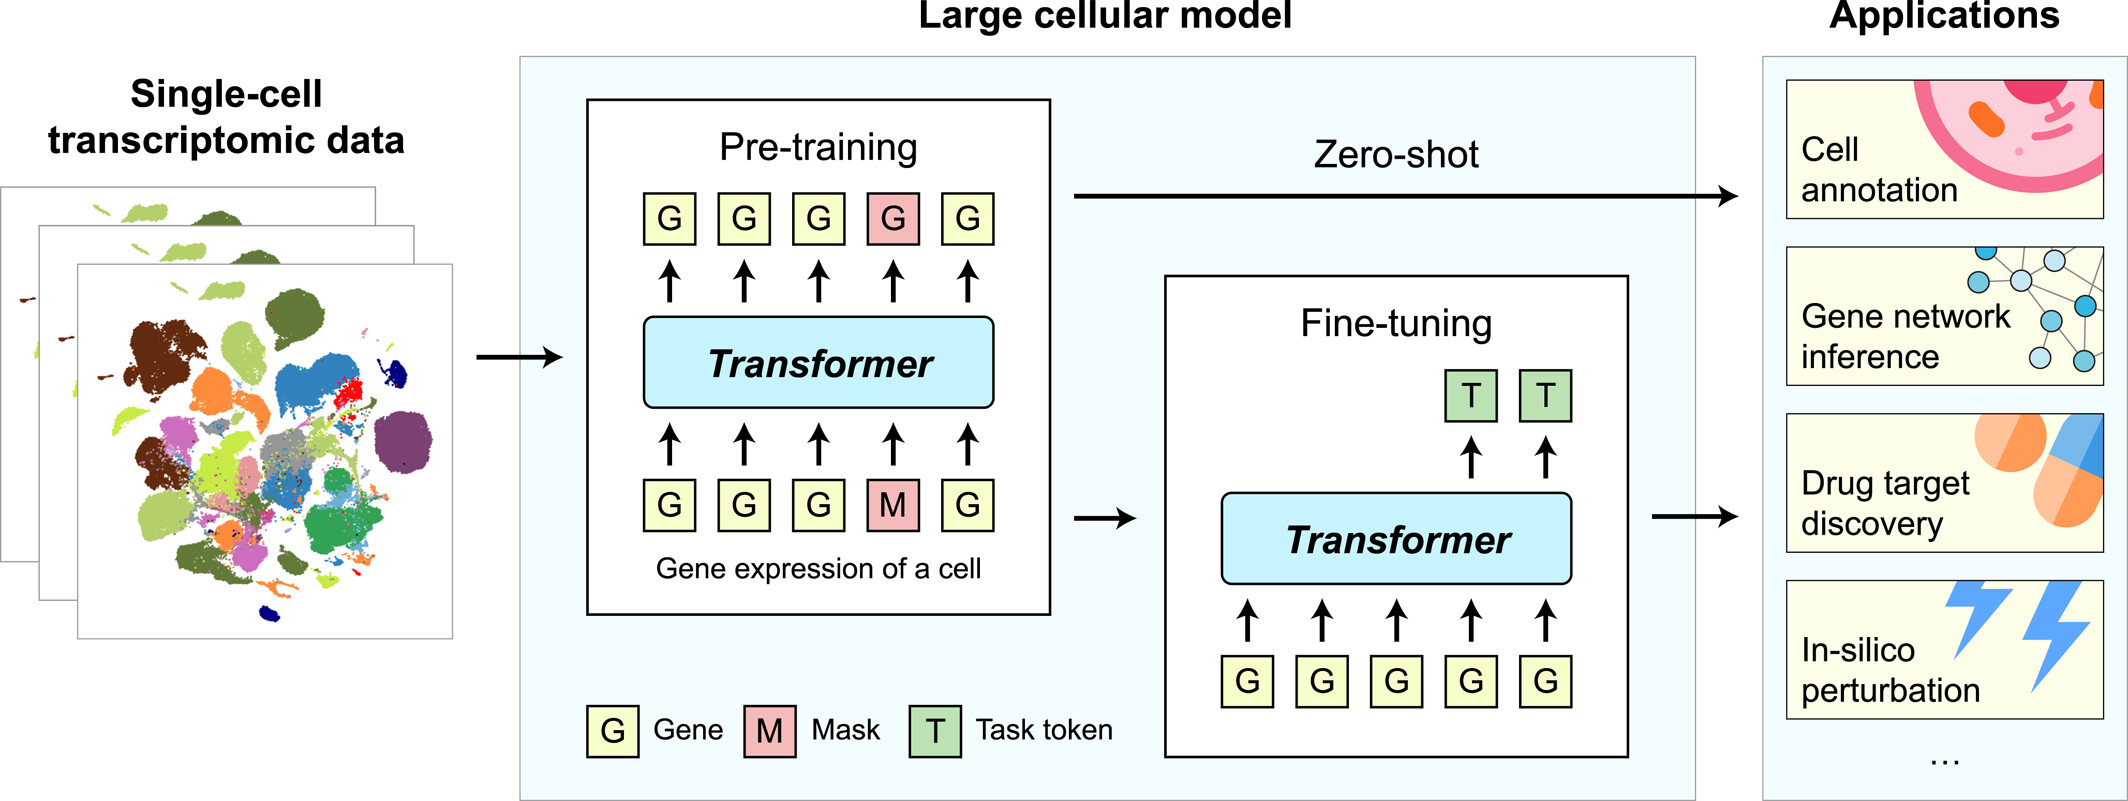 Single-cell
transcriptomic data
Large cellular model
Pre-training
G G G G G
Transformer
G G G M G
Gene expression of a cell
Zero-shot
Fine-tuning
T T
Transformer
G G G G G
G Gene M Mask T Task token
Applications
Cell
annotation
Gene network
inference
Drug target
discovery
In-silico
perturbation
...